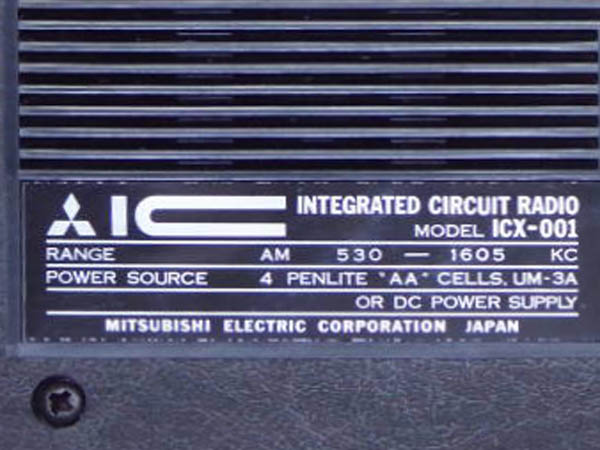 IC INTEGRATED CIRCUIT RADIO
MODEL ICX-001
RANGE AM 530 — 1605 KC
POWER SOURCE 4 PENLITE "AA" CELLS, UM-3A
OR DC POWER SUPPLY
MITSUBISHI ELECTRIC CORPORATION JAPAN